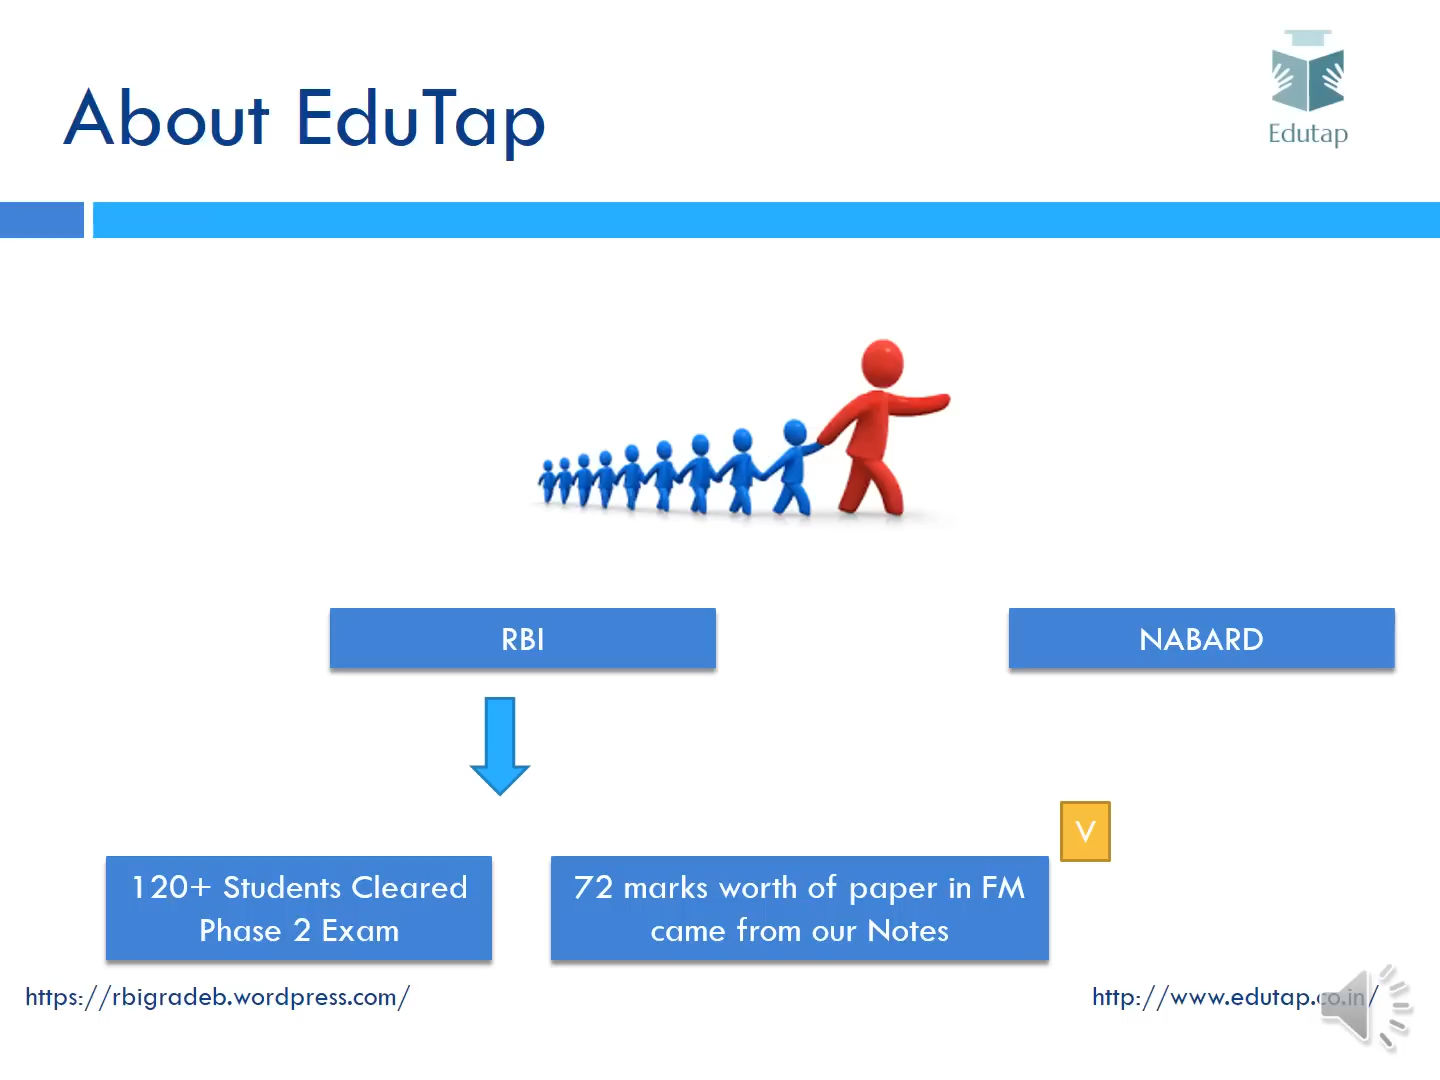 About EduTap
Edutap
RBI
NABARD
V
120+ Students Cleared
Phase 2 Exam
72 marks worth of paper in FM
came from our Notes
https://rbigradeb.wordpress.com/
http://www.edutap.co.in/